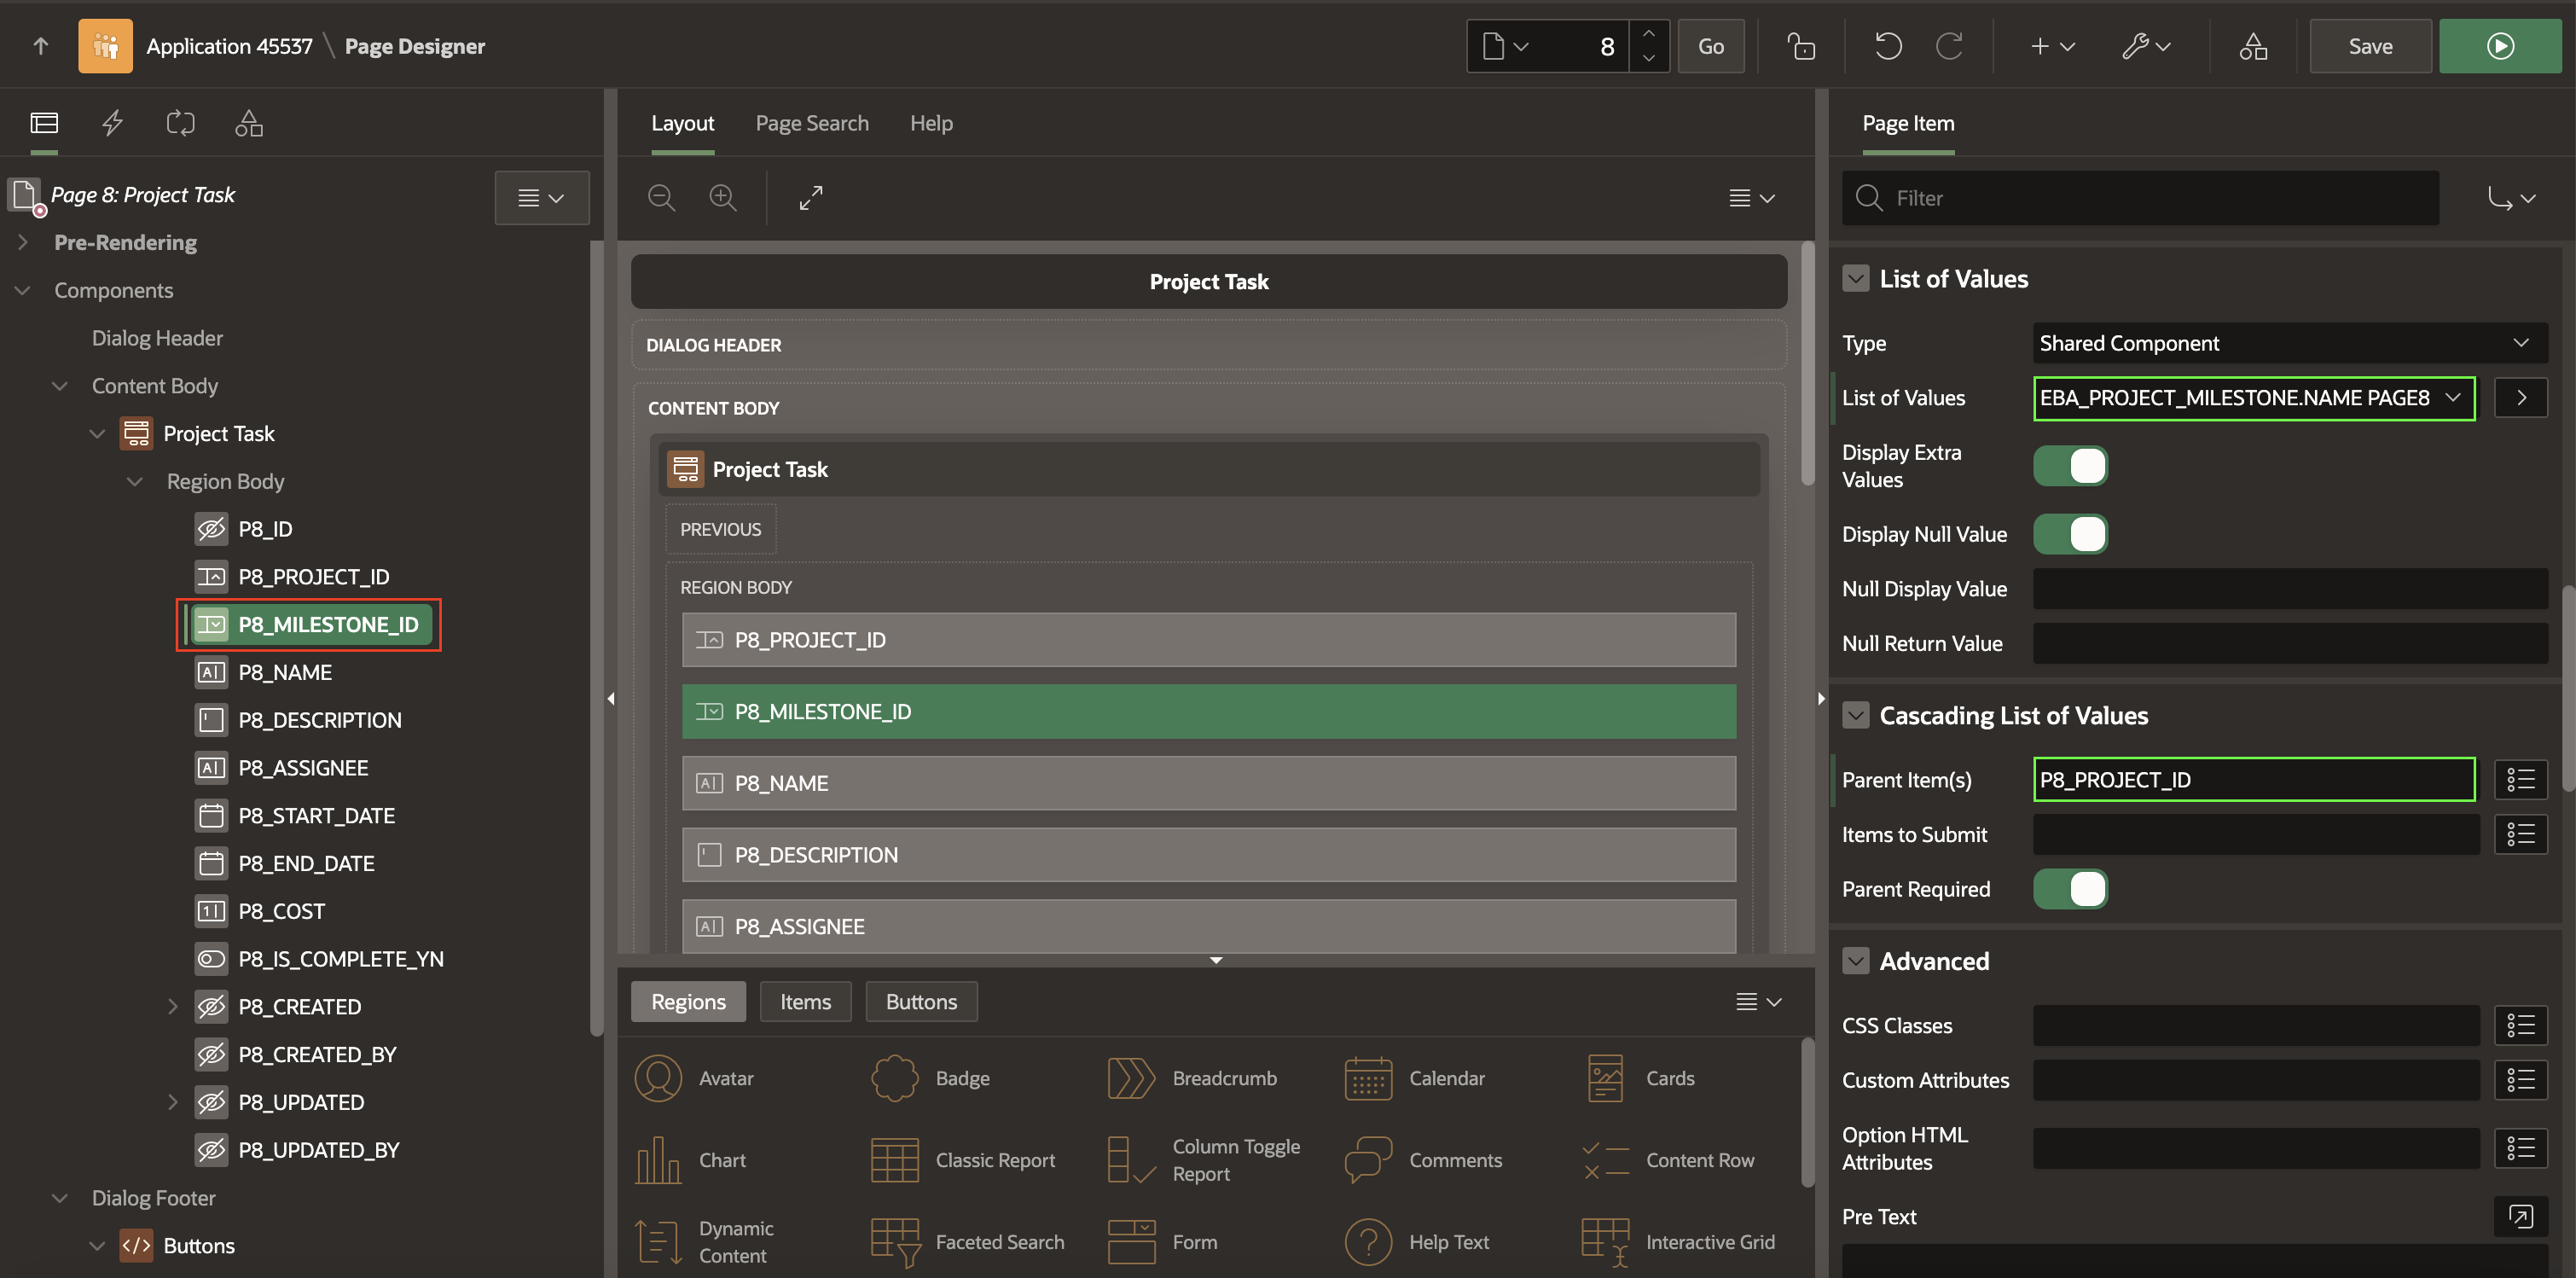 Application 45537 \ Page Designer
8
Go
Save
Page 8: Project Task
Pre-Rendering
Components
Dialog Header
Content Body
Project Task
Region Body
P8_ID
P8_PROJECT_ID
P8_MILESTONE_ID
P8_NAME
P8_DESCRIPTION
P8_ASSIGNEE
P8_START_DATE
P8_END_DATE
P8_COST
P8_IS_COMPLETE_YN
P8_CREATED
P8_CREATED_BY
P8_UPDATED
P8_UPDATED_BY
Dialog Footer
Buttons
Layout
Page Search
Help
Project Task
DIALOG HEADER
CONTENT BODY
Project Task
PREVIOUS
REGION BODY
P8_PROJECT_ID
P8_MILESTONE_ID
P8_NAME
P8_DESCRIPTION
P8_ASSIGNEE
Regions
Items
Buttons
Avatar
Badge
Breadcrumb
Calendar
Cards
Chart
Classic Report
Column Toggle
Report
Comments
Content Row
Dynamic
Content
Faceted Search
Form
Help Text
Interactive Grid
Page Item
Filter
List of Values
Type
Shared Component
List of Values
EBA_PROJECT_MILESTONE.NAME PAGE8
Display Extra
Values
Display Null Value
Null Display Value
Null Return Value
Cascading List of Values
Parent Item(s)
P8_PROJECT_ID
Items to Submit
Parent Required
Advanced
CSS Classes
Custom Attributes
Option HTML
Attributes
Pre Text